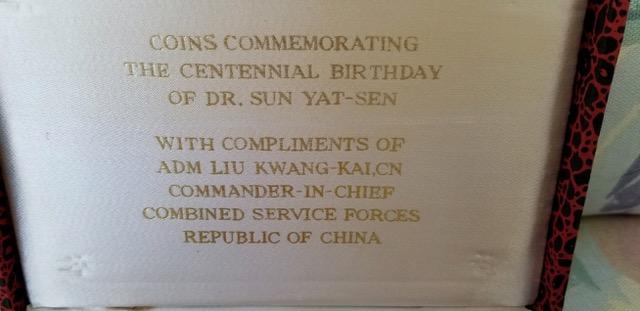 COINS COMMEMORATING
THE CENTENNIAL BIRTHDAY
OF DR. SUN YAT-SEN
WITH COMPLIMENTS OF
ADM LIU KWANG-KAI,CN
COMMANDER-IN-CHIEF
COMBINED SERVICE FORCES
REPUBLIC OF CHINA